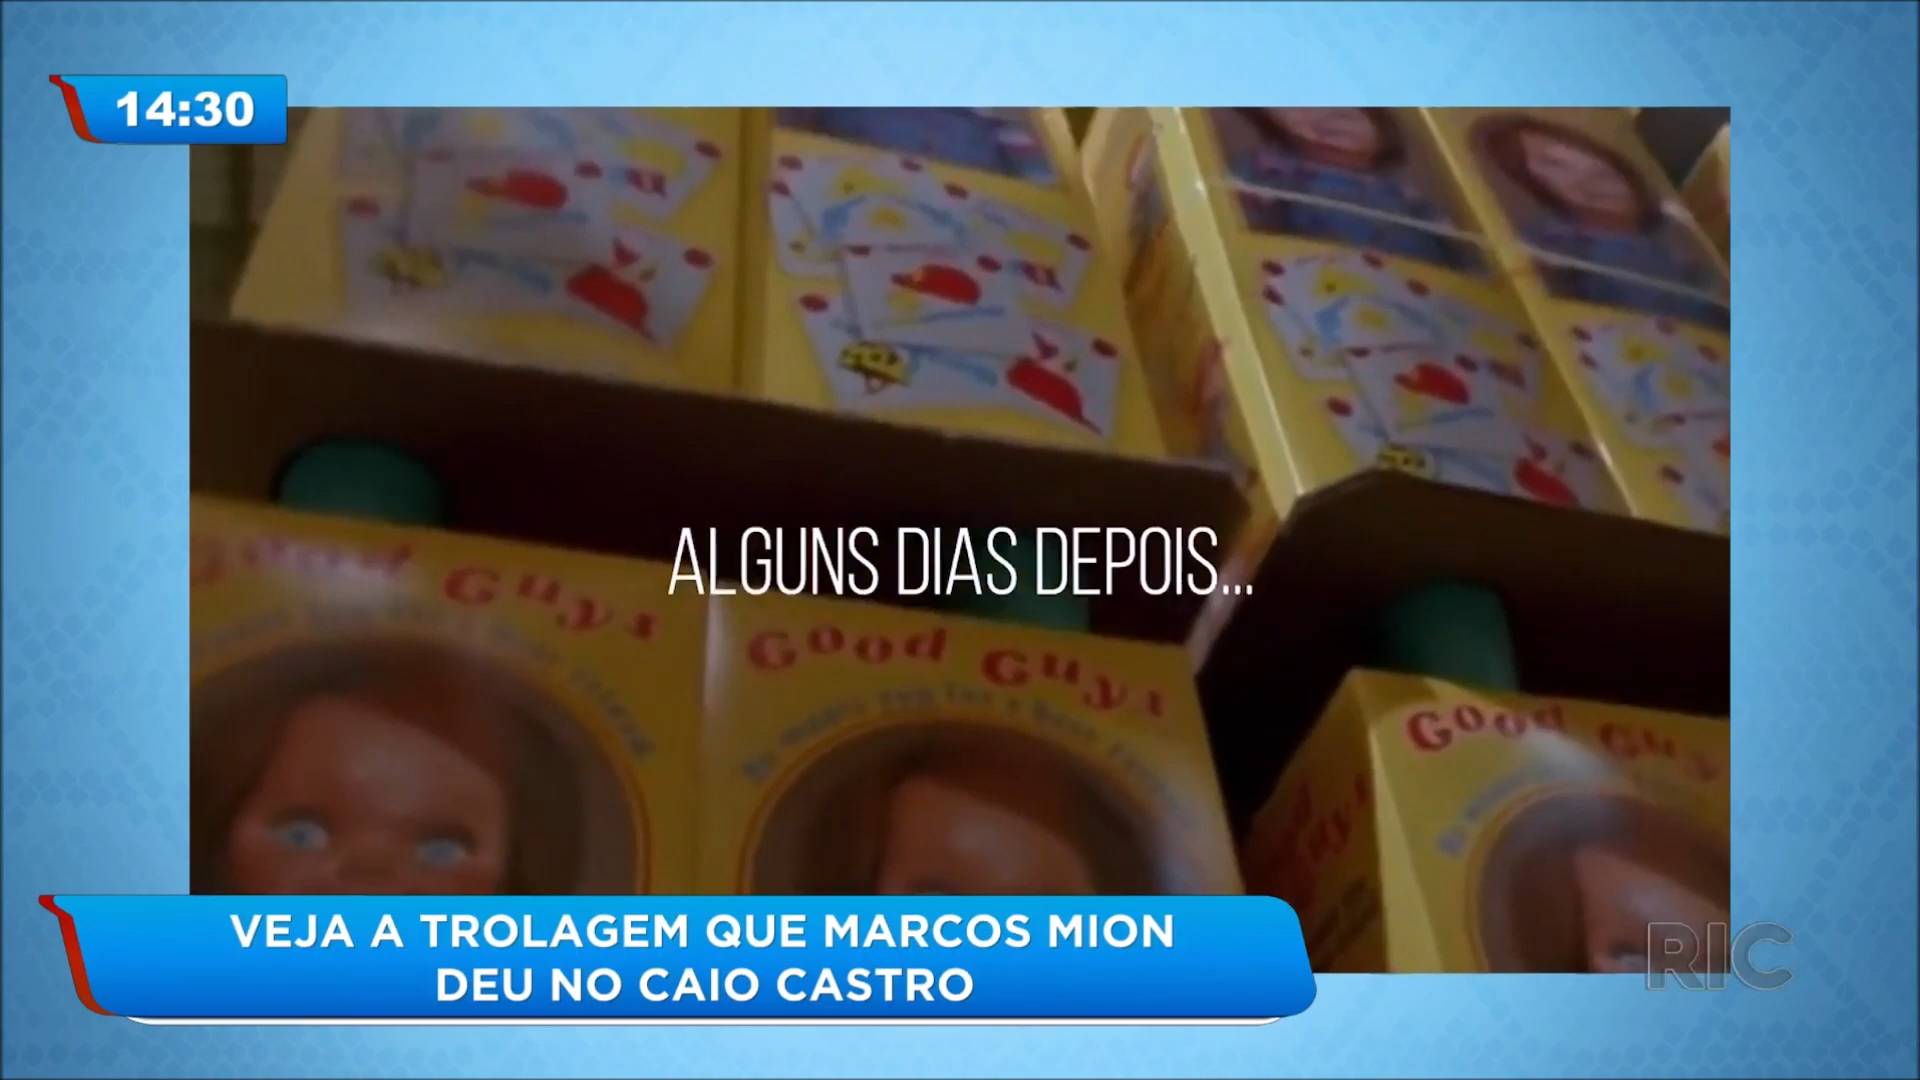 14:30
ALGUNS DIAS DEPOIS...
Good Guys
Good Guys
Good Guys
VEJA A TROLAGEM QUE MARCOS MION
DEU NO CAIO CASTRO
RIC